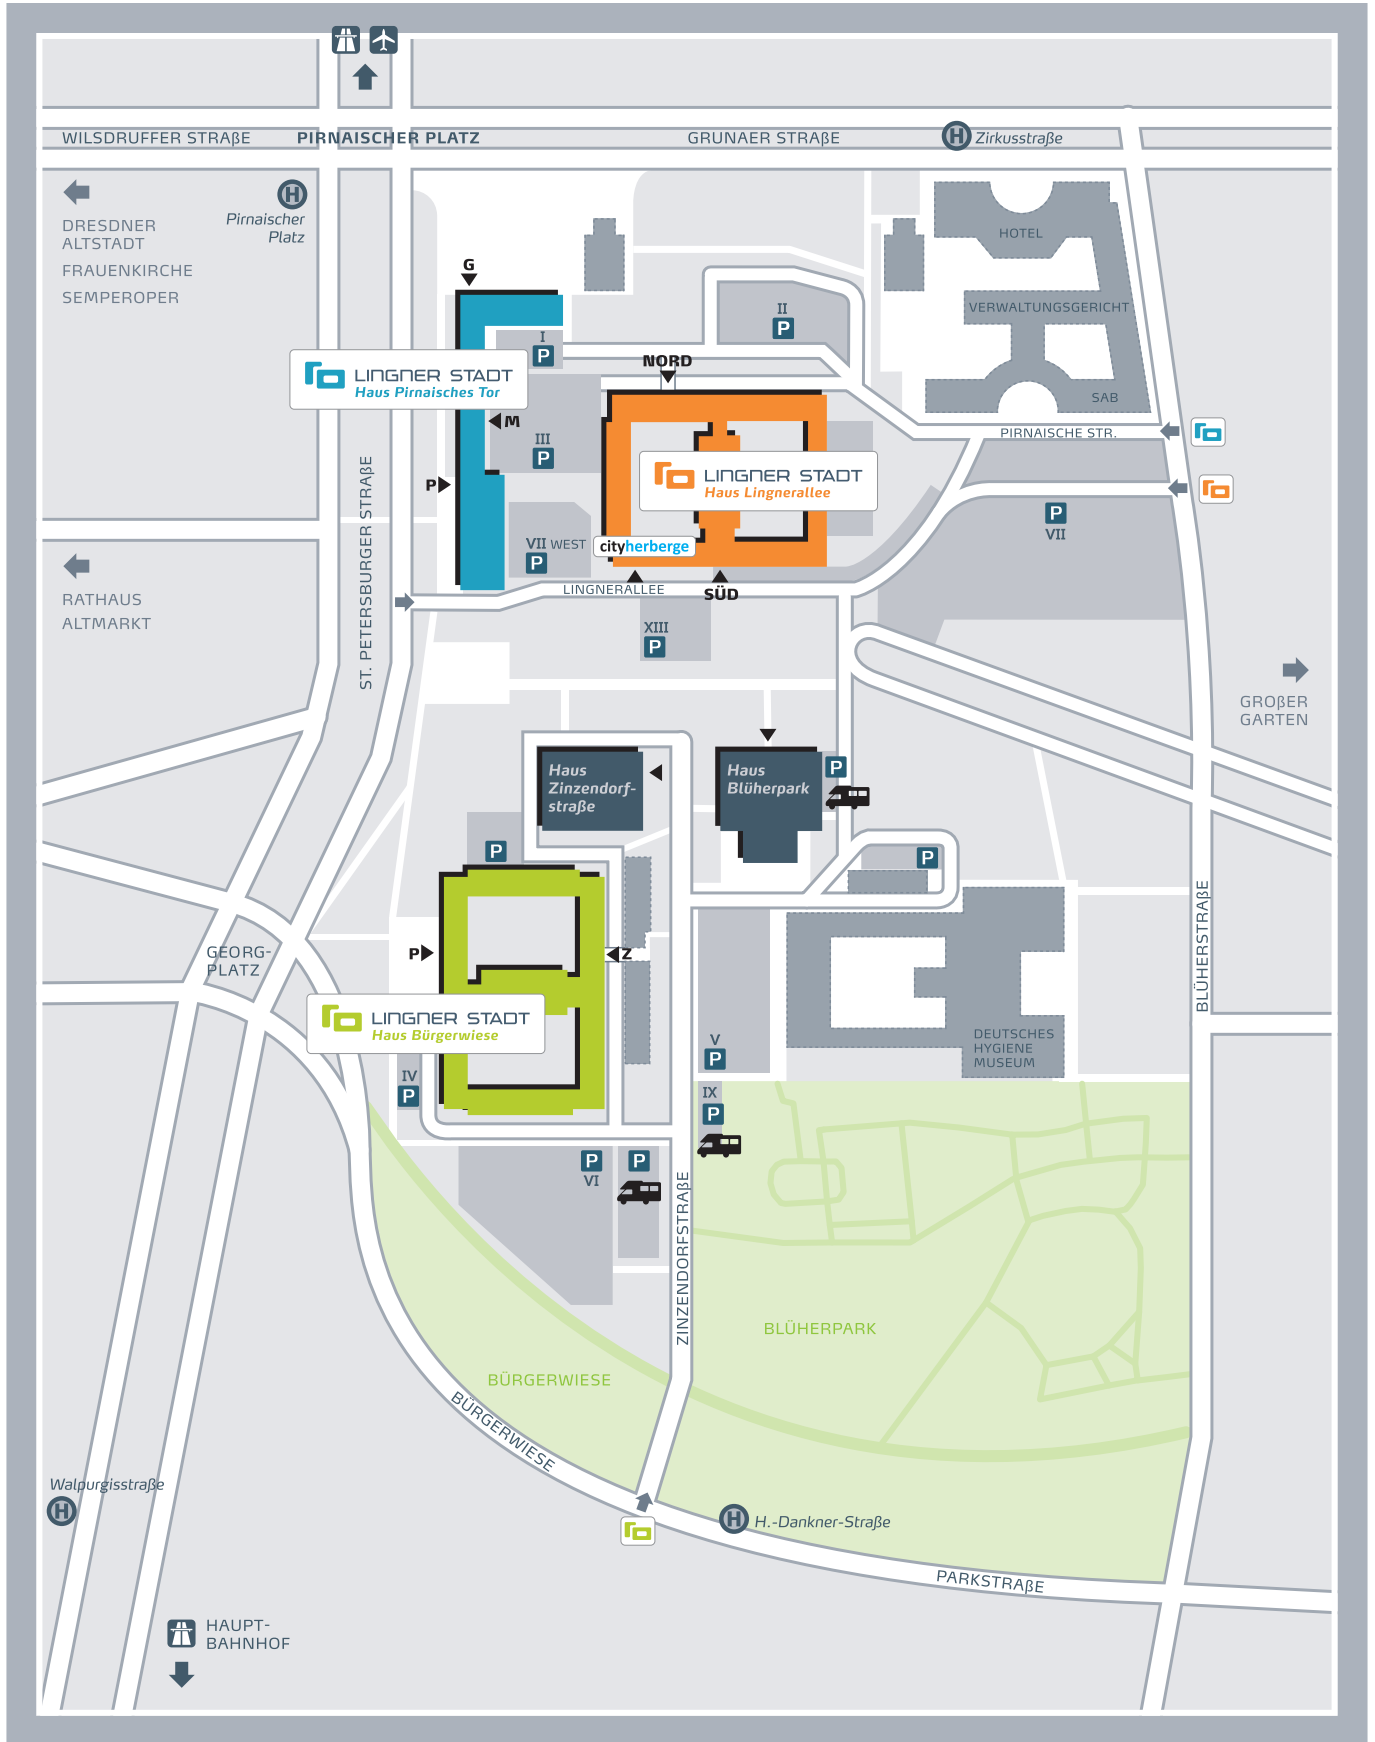 WILSDRUFFER STRAßE
PIRNAISCHER PLATZ
GRUNAER STRAßE
H
Zirkusstraße
H
Pirnaischer
Platz
DRESDNER
ALTSTADT
FRAUENKIRCHE
SEMPEROPER
HOTEL
G
VERWALTUNGSGERICHT
II
P
I
P
NORD
LINGNER STADT
Haus Pirnaisches Tor
SAB
M
PIRNAISCHE STR.
III
P
LINGNER STADT
Haus Lingnerallee
P
P
VII
VII WEST
P
cityherberge
ST. PETERSBURGER STRAßE
LINGNERALLEE
SÜD
RATHAUS
ALTMARKT
XIII
P
GROßER
GARTEN
Haus
Zinzendorf-
straße
Haus
Blüherpark
P
P
P
BLÜHERSTRAßE
P
Z
GEORG-
PLATZ
LINGNER STADT
Haus Bürgerwiese
DEUTSCHES
HYGIENE
MUSEUM
V
P
IV
P
IX
P
P
VI
P
ZINZENDORFSTRAßE
BLÜHERPARK
BÜRGERWIESE
BÜRGERWIESE
Walpurgisstraße
H
H
H.-Dankner-Straße
PARKSTRAßE
HAUPT-
BAHNHOF